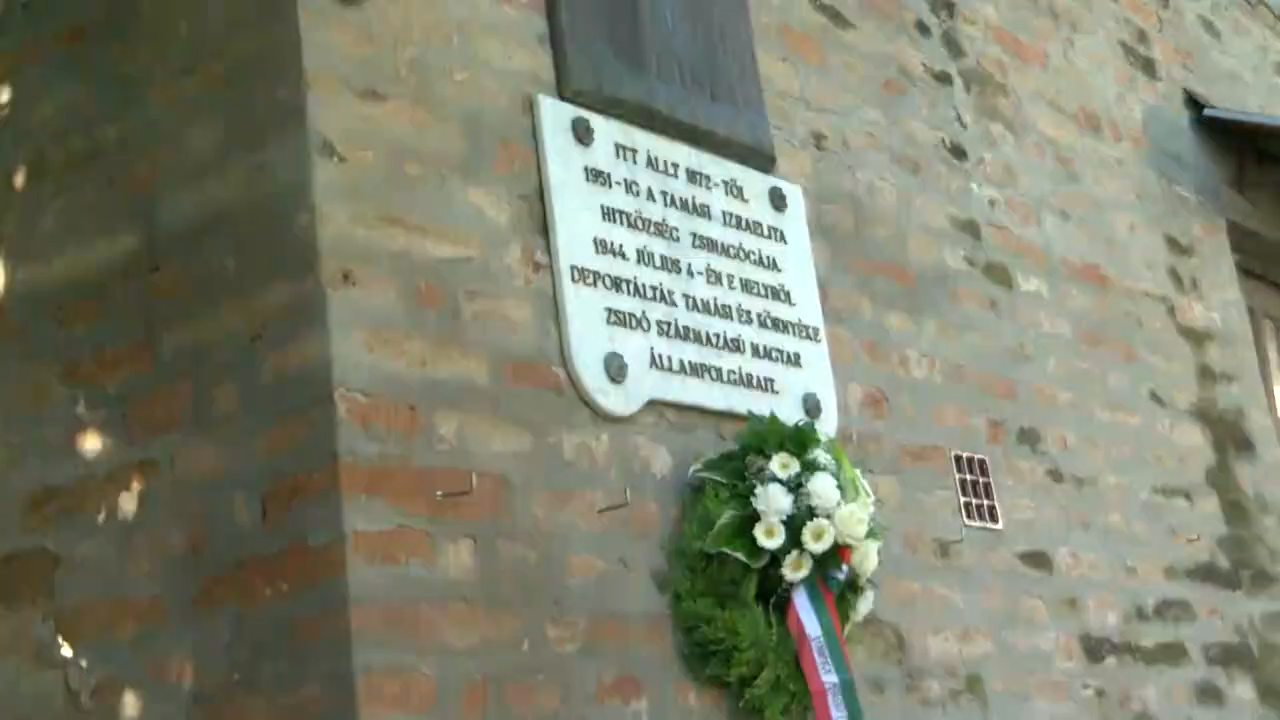 ITT ÁLLT 1872-TŐL
1951-IG A TAMÁSI IZRAELITA
HITKÖZSÉG ZSINAGÓGÁJA.
1944. JÚLIUS 4-ÉN E HELYRŐL
DEPORTÁLTÁK TAMÁSI ÉS KÖRNYÉKE
ZSIDÓ SZÁRMAZÁSÚ MAGYAR
ÁLLAMPOLGÁRAIT.